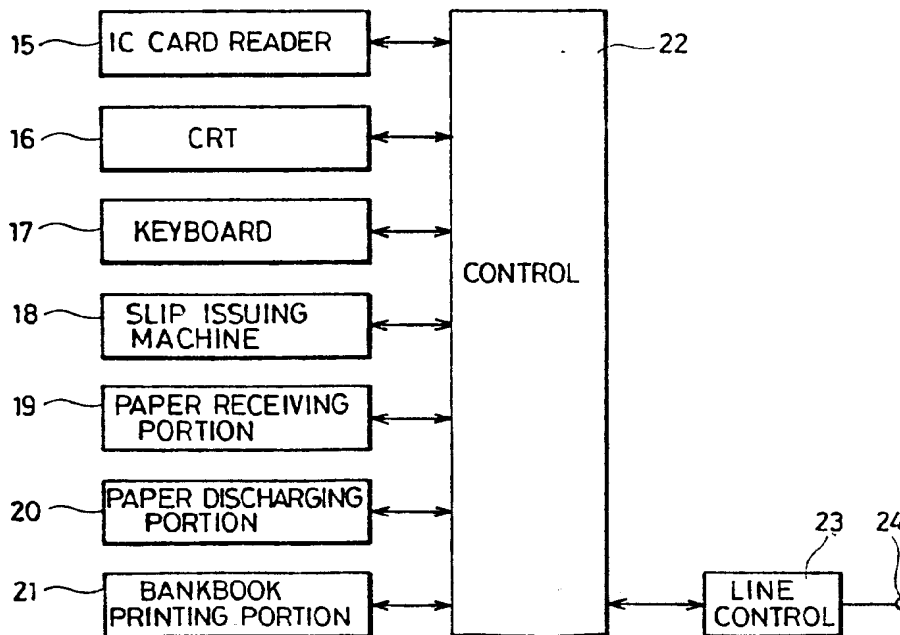 15
IC CARD READER
22
16
CRT
17
KEYBOARD
CONTROL
18
SLIP ISSUING
MACHINE
19
PAPER RECEIVING
PORTION
20
PAPER DISCHARGING
PORTION
23
24
21
BANKBOOK
PRINTING PORTION
LINE
CONTROL